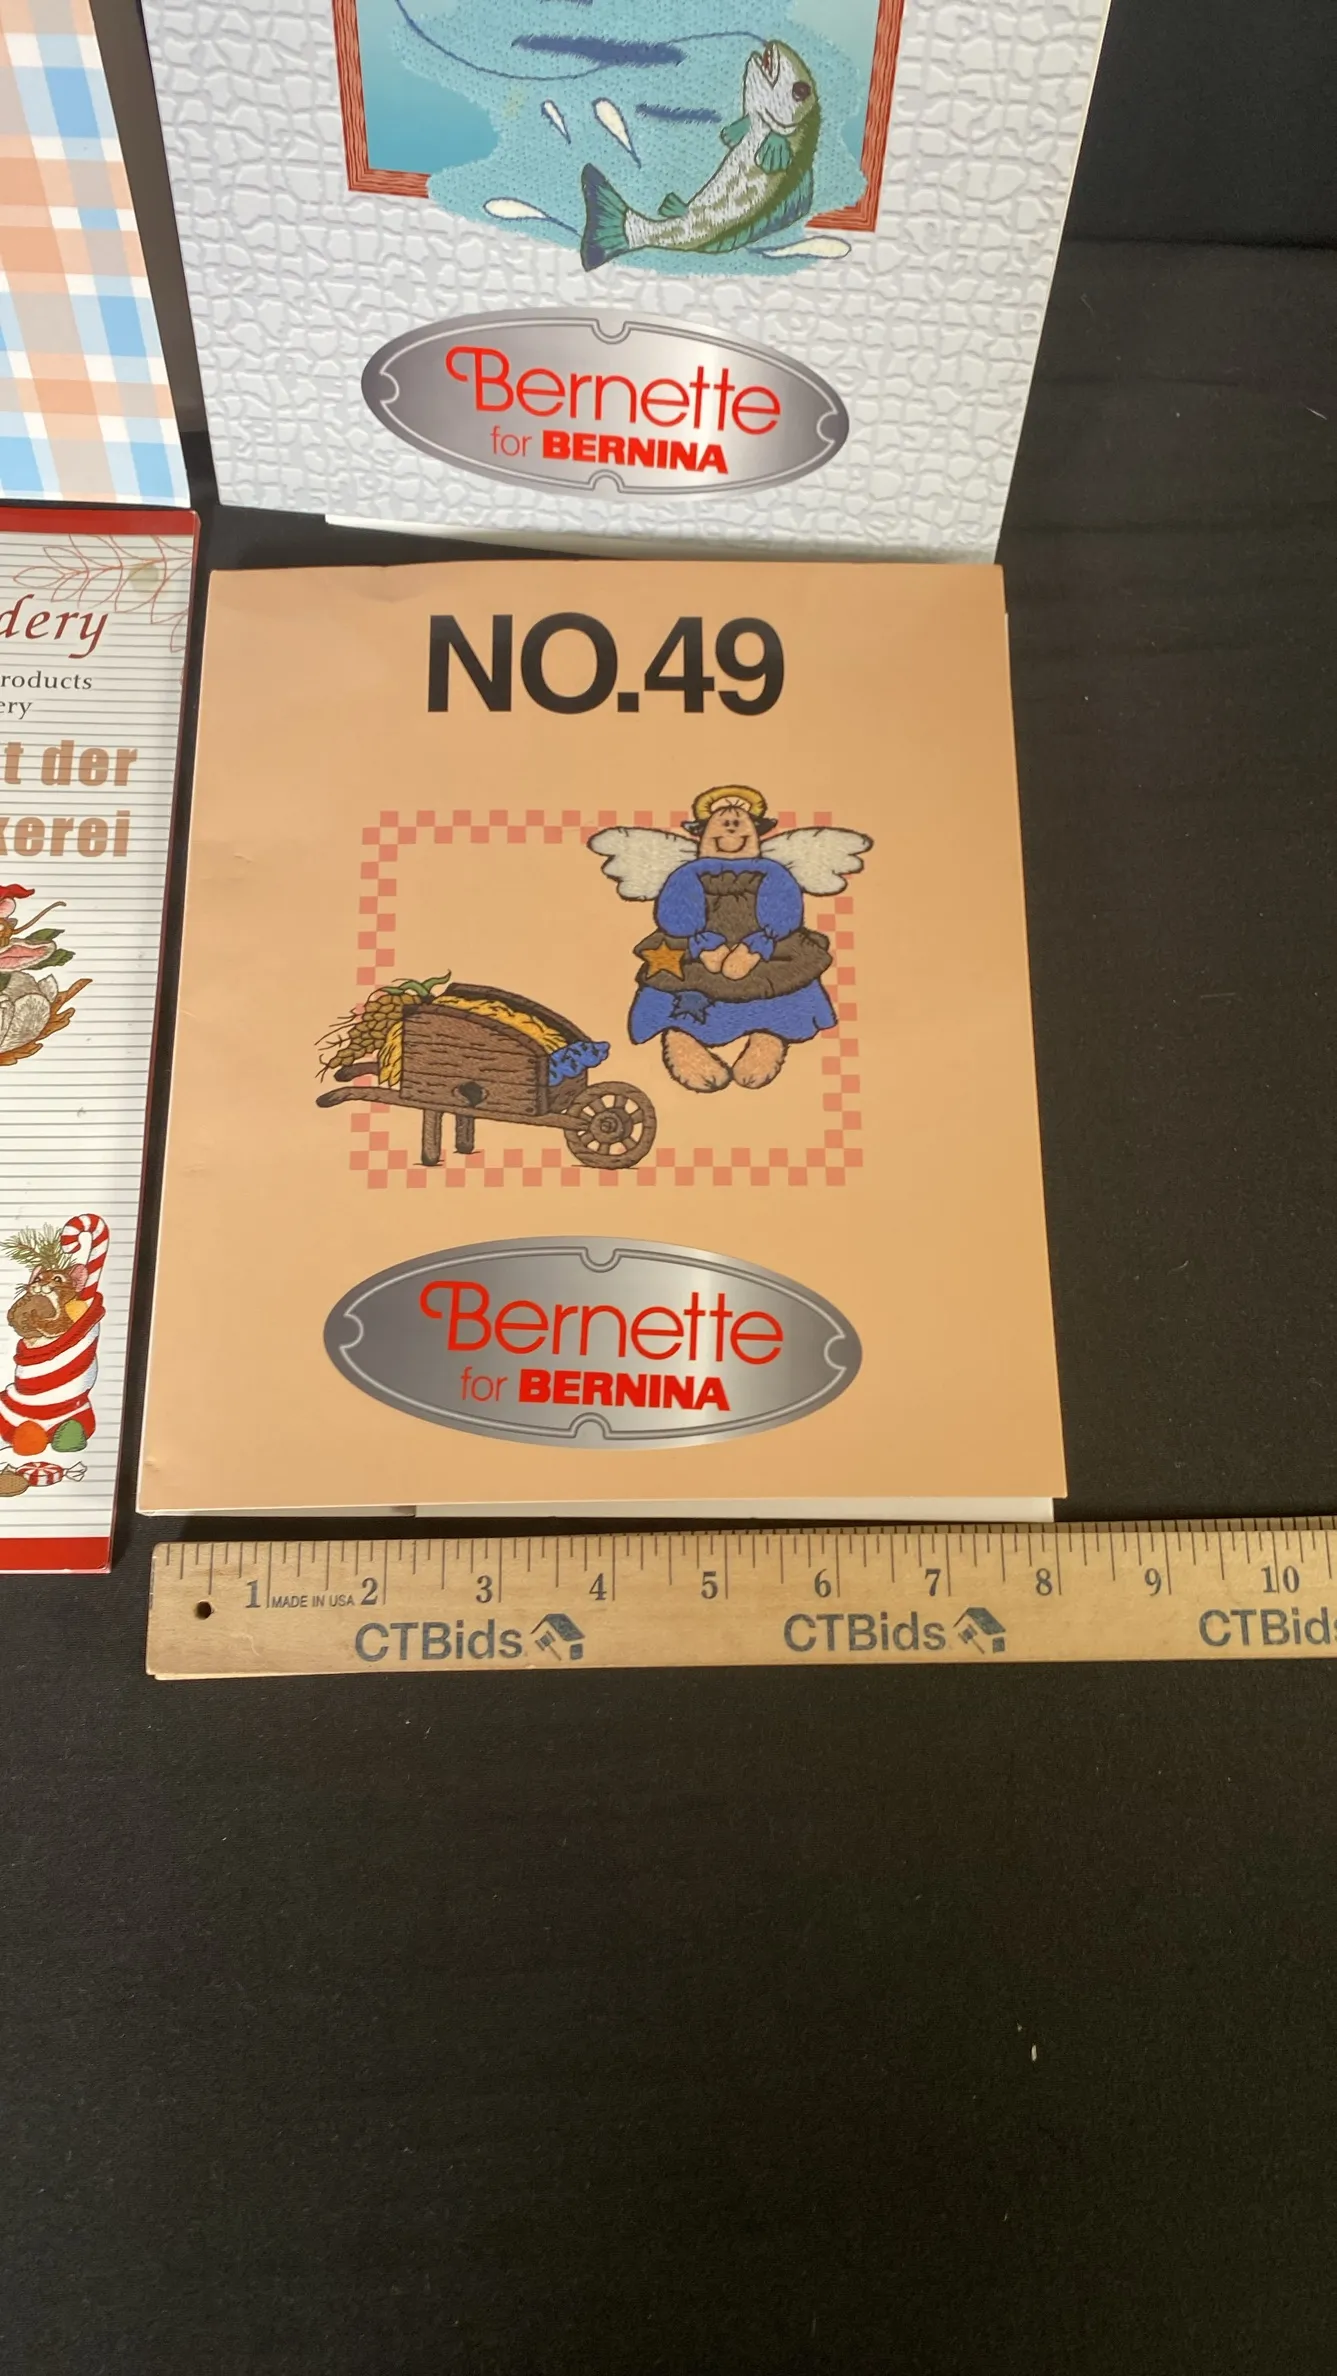 Bernette
for BERNINA
dery
roducts
ery
t der
kerei
NO.49
Bernette
for BERNINA
1 MADE IN USA 2 3 4 5 6 7 8 9 10
CTBids CTBids CTBids